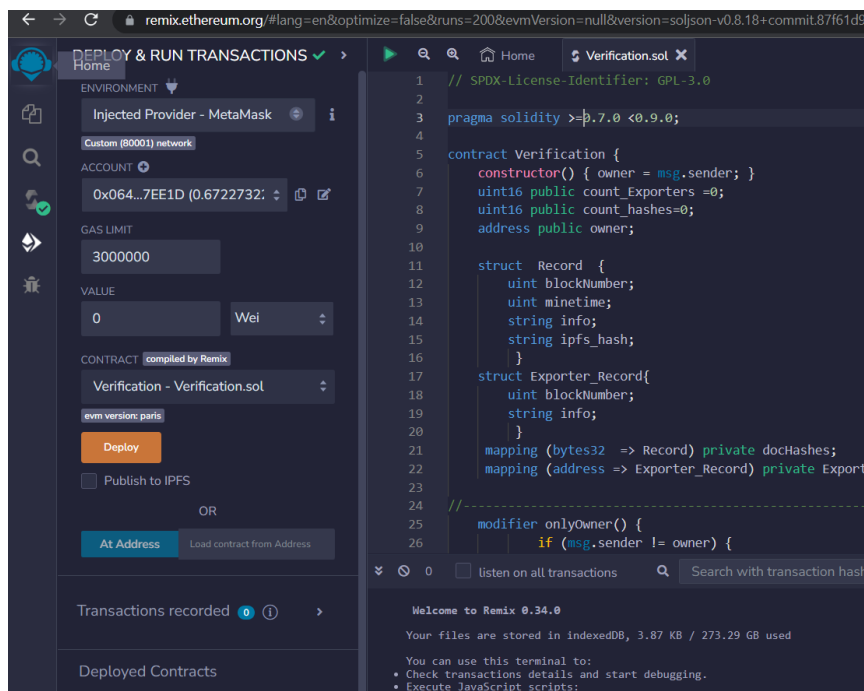 remix.ethereum.org/#lang=en&optimize=false&runs=200&evmVersion=null&version=soljson-v0.8.18+commit.87f61d9
DEPLOY & RUN TRANSACTIONS
Home
ENVIRONMENT
Injected Provider - MetaMask
Custom (80001) network
ACCOUNT
0x064...7EE1D (0.6722732
GAS LIMIT
3000000
VALUE
0
Wei
CONTRACT compiled by Remix
Verification - Verification.sol
evm version: paris
Deploy
Publish to IPFS
OR
At Address Load contract from Address
Transactions recorded 0 i
Deployed Contracts
Home Verification.sol
1 // SPDX-License-Identifier: GPL-3.0
2
3 pragma solidity >=0.7.0 <0.9.0;
4
5 contract Verification {
6 constructor() { owner = msg.sender; }
7 uint16 public count_Exporters =0;
8 uint16 public count_hashes=0;
9 address public owner;
10
11 struct Record {
12 uint blockNumber;
13 uint minetime;
14 string info;
15 string ipfs_hash;
16 }
17 struct Exporter_Record{
18 uint blockNumber;
19 string info;
20 }
21 mapping (bytes32 => Record) private docHashes;
22 mapping (address => Exporter_Record) private Export
23
24 //------------------------------------------------------
25 modifier onlyOwner() {
26 if (msg.sender != owner) {
0 listen on all transactions Search with transaction hash
Welcome to Remix 0.34.0
Your files are stored in indexedDB, 3.87 KB / 273.29 GB used
You can use this terminal to:
• Check transactions details and start debugging.
• Execute JavaScript scripts: